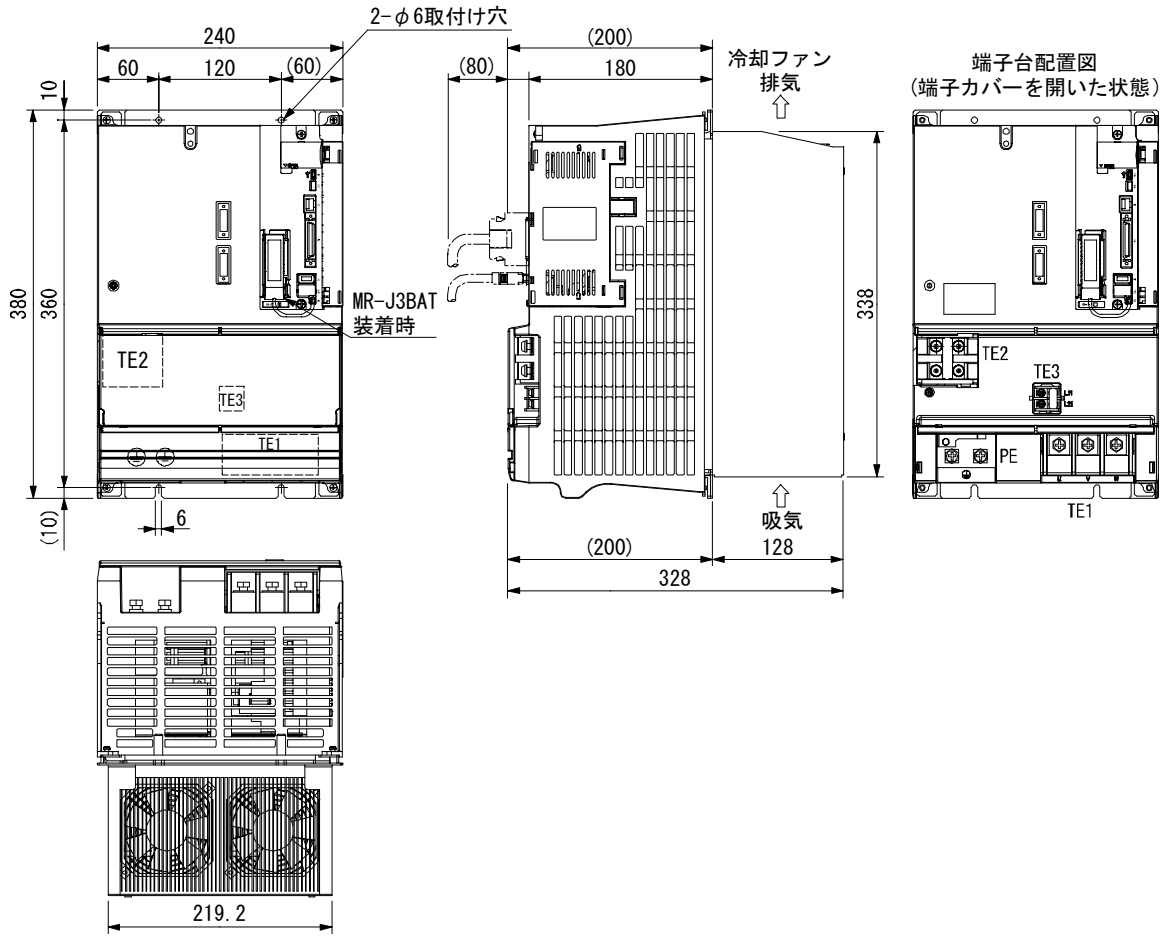 2-φ6取付け穴
240
60
120
(60)
10
380
360
(10)
6
MR-J3BAT
装着時
TE2
TE3
TE1
(200)
(80)
180
冷却ファン
排気
338
吸気
(200)
128
328
端子台配置図
(端子カバーを開いた状態)
TE2
TE3
L11
L21
PE
U V W
TE1
219.2